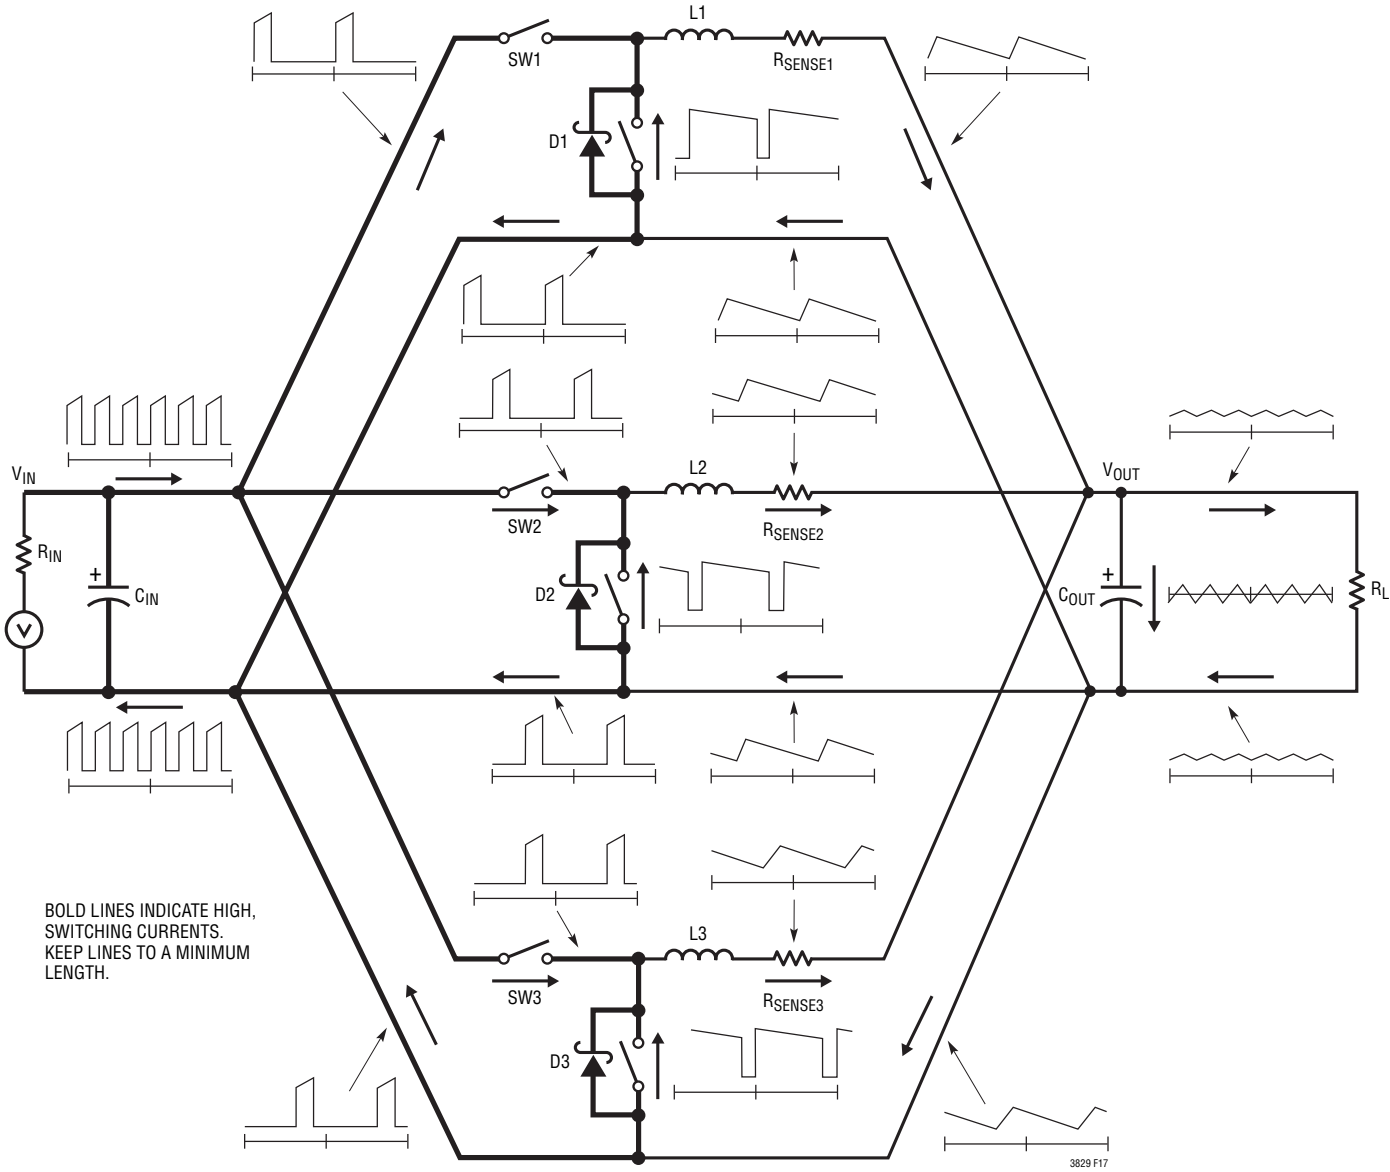 L1
SW1
RSENSE1
D1
VIN
L2
VOUT
SW2
RSENSE2
RIN
+
CIN
D2
+
COUT
RL
BOLD LINES INDICATE HIGH,
SWITCHING CURRENTS.
KEEP LINES TO A MINIMUM
LENGTH.
L3
SW3
RSENSE3
D3
3829 F17